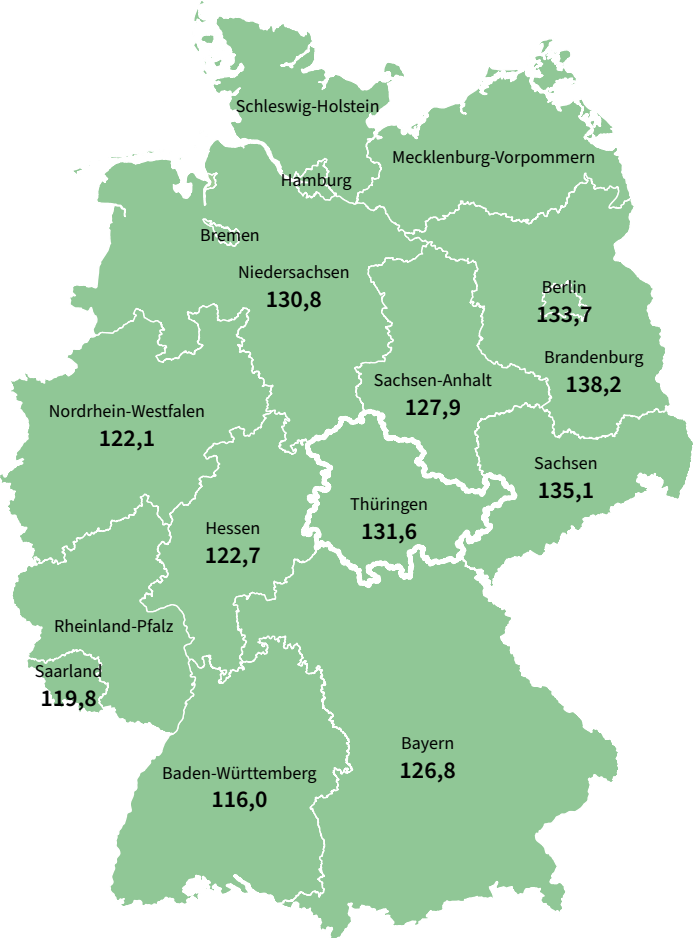 Schleswig-Holstein
Mecklenburg-Vorpommern
Hamburg
Bremen
Niedersachsen
130,8
Berlin
133,7
Brandenburg
138,2
Sachsen-Anhalt
127,9
Nordrhein-Westfalen
122,1
Sachsen
135,1
Thüringen
131,6
Hessen
122,7
Rheinland-Pfalz
Saarland
119,8
Bayern
126,8
Baden-Württemberg
116,0